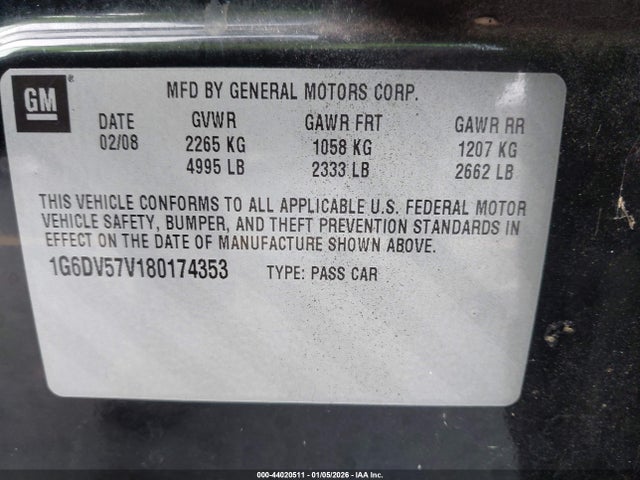 GM®
MFD BY GENERAL MOTORS CORP.
DATE GVWR GAWR FRT GAWR RR
02/08 2265 KG 1058 KG 1207 KG
4995 LB 2333 LB 2662 LB
THIS VEHICLE CONFORMS TO ALL APPLICABLE U.S. FEDERAL MOTOR
VEHICLE SAFETY, BUMPER, AND THEFT PREVENTION STANDARDS IN
EFFECT ON THE DATE OF MANUFACTURE SHOWN ABOVE.
1G6DV57V180174353 TYPE: PASS CAR
000-44020511 - 01/05/2026 - IAA Inc.